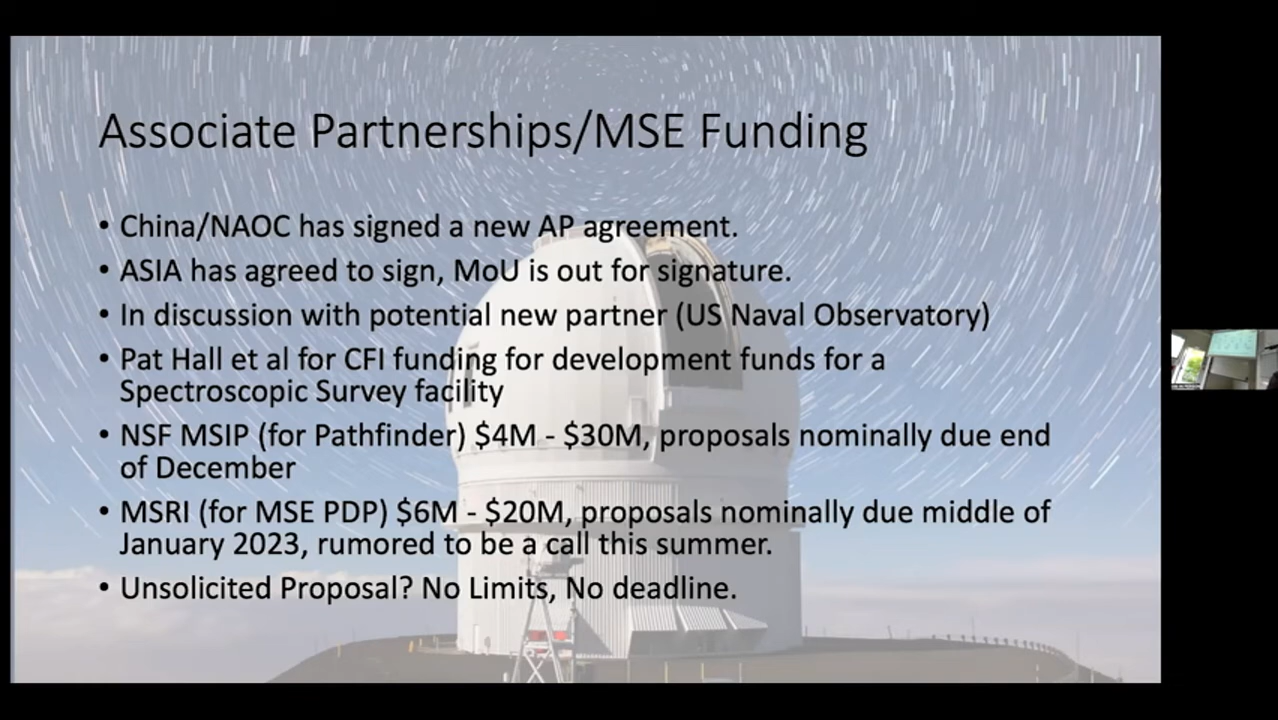 Associate Partnerships/MSE Funding
• China/NAOC has signed a new AP agreement.
• ASIA has agreed to sign, MoU is out for signature.
• In discussion with potential new partner (US Naval Observatory)
• Pat Hall et al for CFI funding for development funds for a
Spectroscopic Survey facility
• NSF MSIP (for Pathfinder) $4M - $30M, proposals nominally due end
of December
• MSRI (for MSE PDP) $6M - $20M, proposals nominally due middle of
January 2023, rumored to be a call this summer.
• Unsolicited Proposal? No Limits, No deadline.